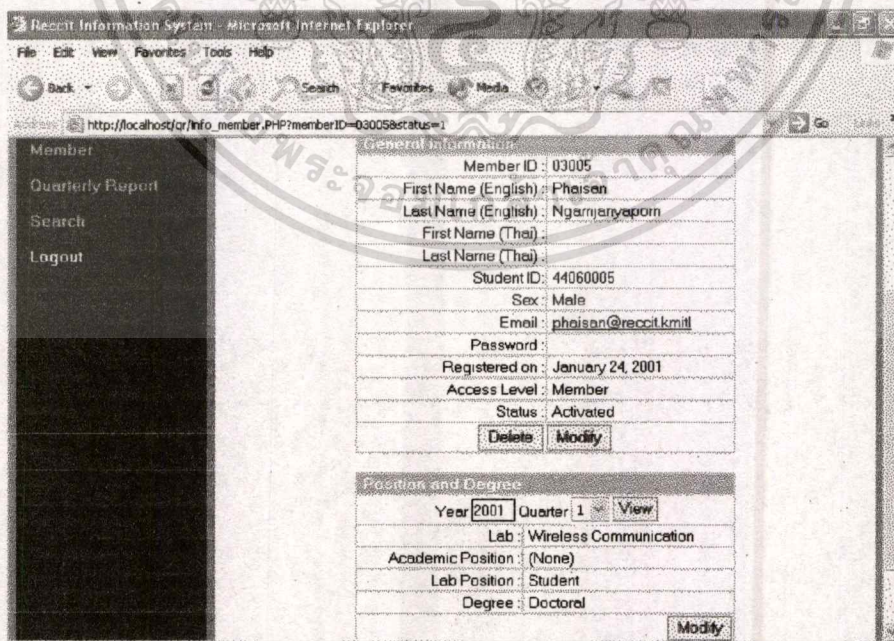 Reccit Information System - Microsoft Internet Explorer
File Edit View Favorites Tools Help
Back Search Favorites Media
http://localhost/qr/info_member.PHP?memberID=03005&status=1 Go
Member
Quarterly Report
Search
Logout
General Information
Member ID : 03005
First Name (English) : Phaisan
Last Name (English) : Ngamjanyaporn
First Name (Thai) :
Last Name (Thai) :
Student ID: 44060005
Sex : Male
Email : phaisan@reccit.kmitl
Password :
Registered on : January 24, 2001
Access Level : Member
Status : Activated
Delete Modify
Position and Degree
Year 2001 Quarter 1 View
Lab : Wireless Communication
Academic Position : (None)
Lab Position : Student
Degree : Doctoral
Modify